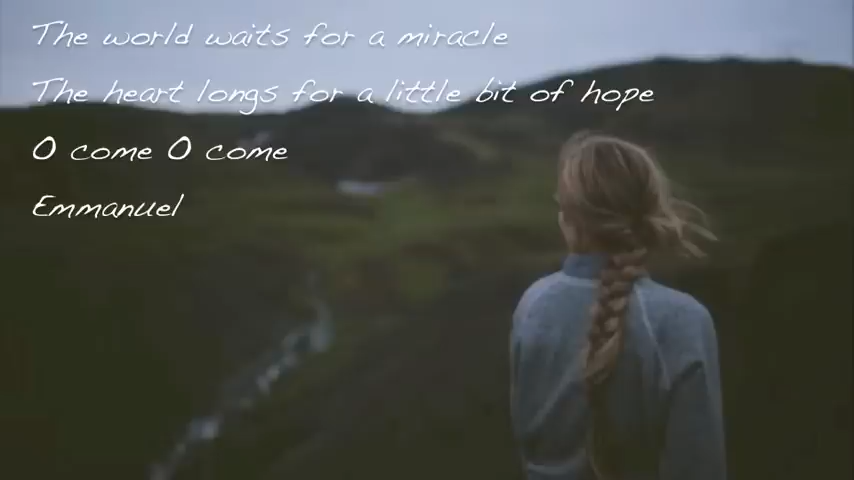 The world waits for a miracle
The heart longs for a little bit of hope
O come O come
Emmanuel